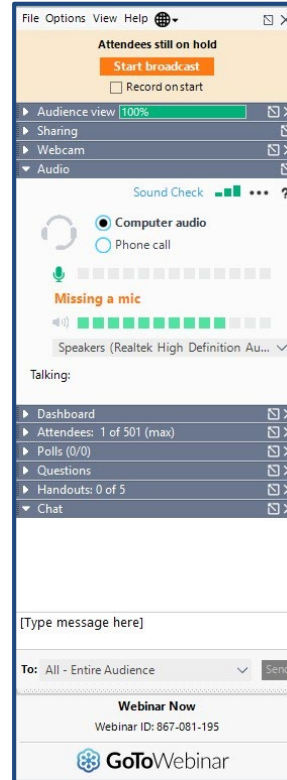 File Options View Help
Attendees still on hold
Start broadcast
Record on start
Audience view 100%
Sharing
Webcam
Audio
Sound Check ?
Computer audio
Phone call
Missing a mic
Speakers (Realtek High Definition Au...
Talking:
Dashboard
Attendees: 1 of 501 (max)
Polls (0/0)
Questions
Handouts: 0 of 5
Chat
[Type message here]
To: All - Entire Audience Send
Webinar Now
Webinar ID: 867-081-195
GoToWebinar